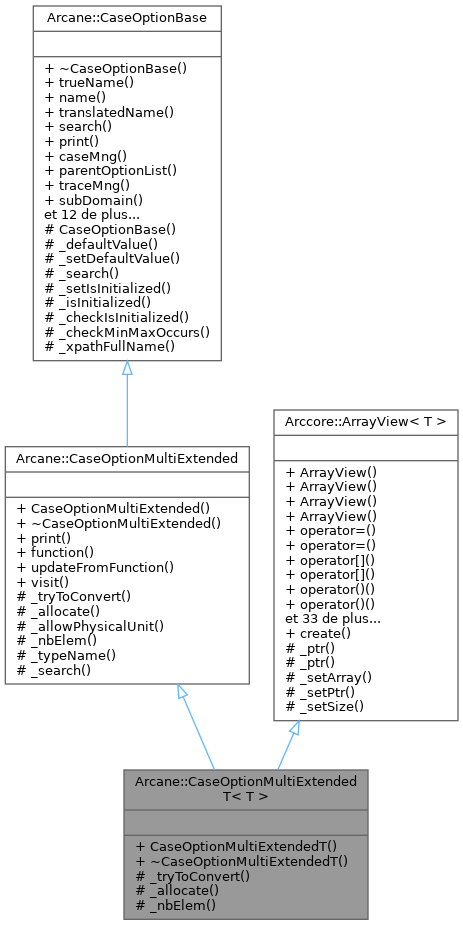 Arcane::CaseOptionBase
+ ~CaseOptionBase()
+ trueName()
+ name()
+ translatedName()
+ search()
+ print()
+ caseMng()
+ parentOptionList()
+ traceMng()
+ subDomain()
et 12 de plus...
# CaseOptionBase()
# _defaultValue()
# _setDefaultValue()
# _search()
# _setIsInitialized()
# _isInitialized()
# _checkIsInitialized()
# _checkMinMaxOccurs()
# _xpathFullName()
Arcane::CaseOptionMultiExtended
+ CaseOptionMultiExtended()
+ ~CaseOptionMultiExtended()
+ print()
+ function()
+ updateFromFunction()
+ visit()
# _tryToConvert()
# _allocate()
# _allowPhysicalUnit()
# _nbElem()
# _typeName()
# _search()
Arccore::ArrayView< T >
+ ArrayView()
+ ArrayView()
+ ArrayView()
+ ArrayView()
+ operator=()
+ operator=()
+ operator[]()
+ operator[]()
+ operator()()
+ operator()()
et 33 de plus...
+ create()
# _ptr()
# _ptr()
# _setArray()
# _setPtr()
# _setSize()
Arcane::CaseOptionMultiExtended
T< T >
+ CaseOptionMultiExtendedT()
+ ~CaseOptionMultiExtendedT()
# _tryToConvert()
# _allocate()
# _nbElem()